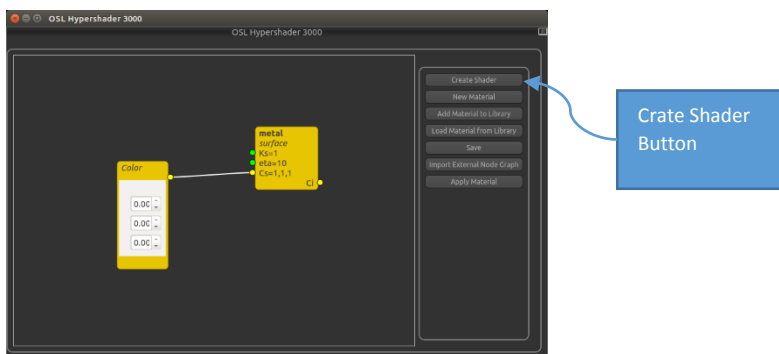 OSL Hypershader 3000
OSL Hypershader 3000
Create Shader
New Material
Add Material to Library
Load Material from Library
Save
Import External Node Graph
Apply Material
metal
surface
Ks=1
eta=10
Cs=1,1,1
Ci
Color
0.00
0.00
0.00
Crate Shader
Button